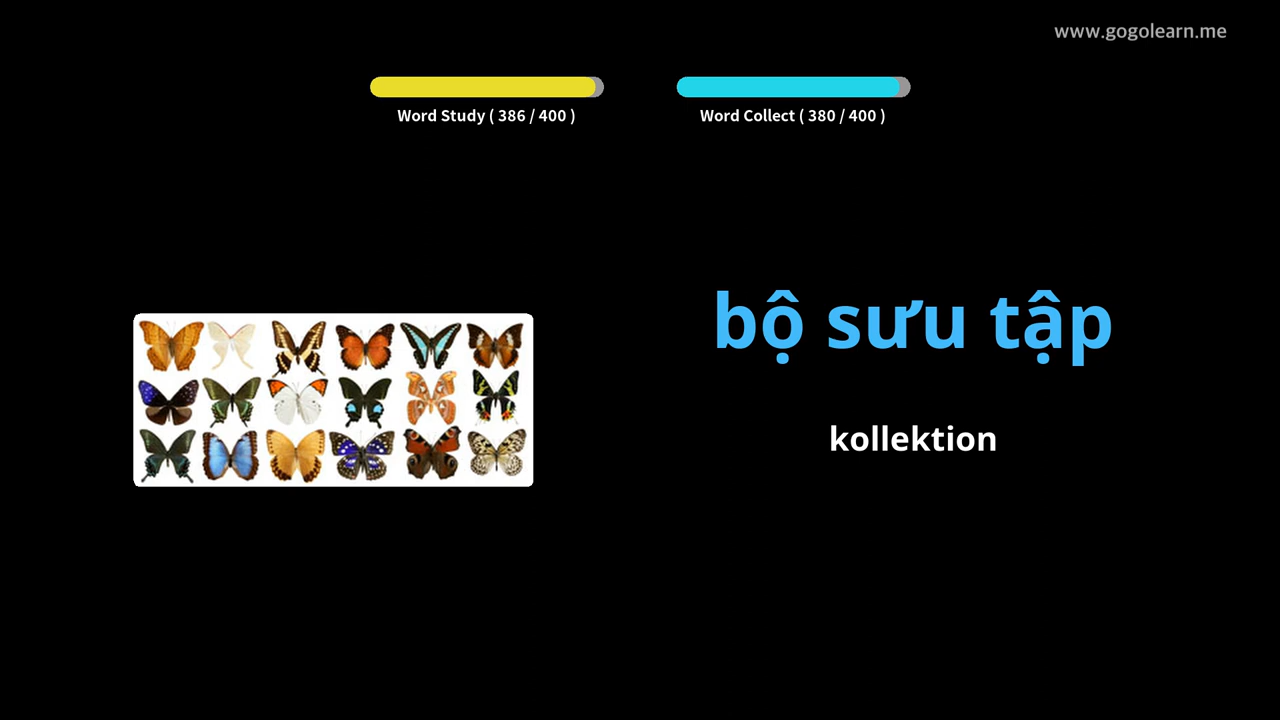 www.gogolearn.me
Word Study ( 386 / 400 )
Word Collect ( 380 / 400 )
bộ sưu tập
kollektion